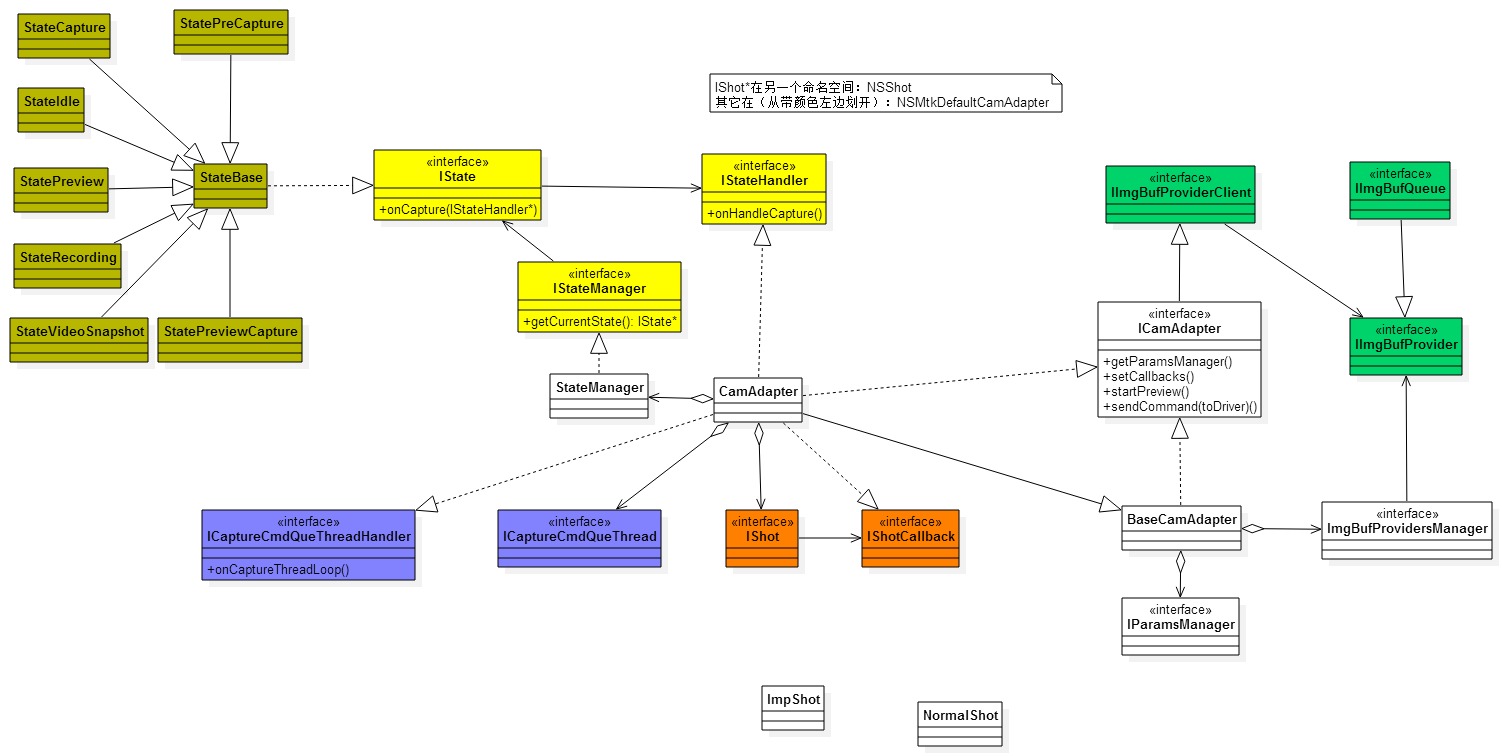 StateCapture
StatePreCapture
StateIdle
StatePreview
StateBase
StateRecording
StateVideoSnapshot
StatePreviewCapture
IShot*在另一个命名空间：NSShot
其它在（从带颜色左边划开）：NSMtkDefaultCamAdapter
«interface»
IState
+onCapture(IStateHandler*)
«interface»
IStateHandler
+onHandleCapture()
«interface»
IStateManager
+getCurrentState(): IState*
StateManager
CamAdapter
«interface»
IImgBufProviderClient
«interface»
IImgBufQueue
«interface»
ICamAdapter
+getParamsManager()
+setCallbacks()
+startPreview()
+sendCommand(toDriver)()
«interface»
IImgBufProvider
«interface»
ICaptureCmdQueThreadHandler
+onCaptureThreadLoop()
«interface»
ICaptureCmdQueThread
«interface»
IShot
«interface»
IShotCallback
BaseCamAdapter
«interface»
ImgBufProvidersManager
«interface»
IParamsManager
ImpShot
NormalShot